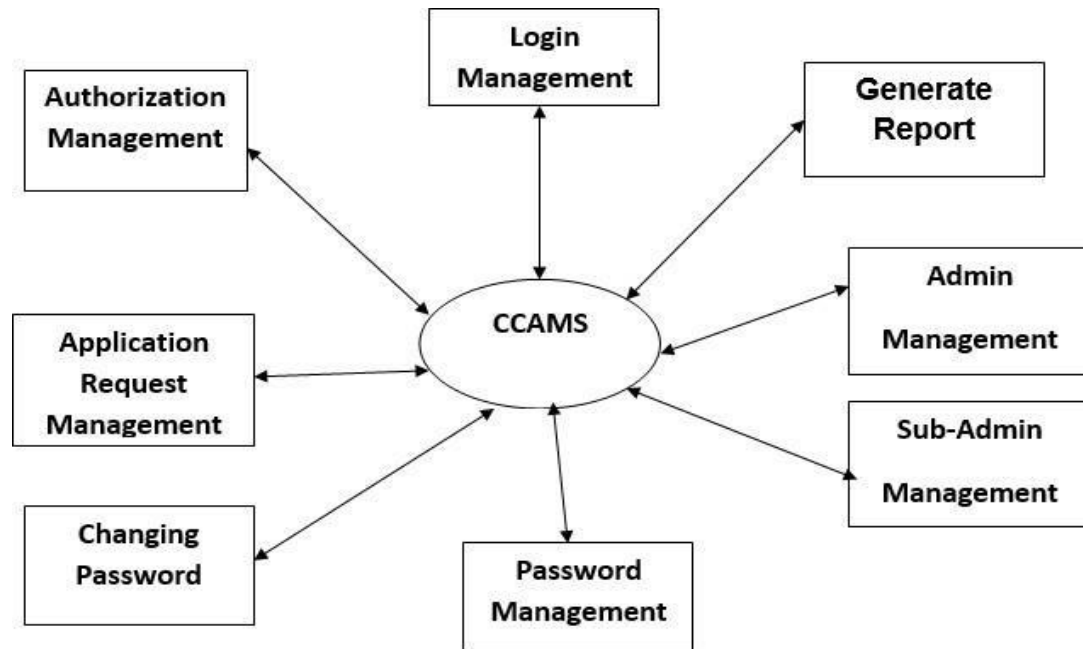 Login
Management
Authorization
Management
Generate
Report
CCAMS
Admin
Management
Application
Request
Management
Sub-Admin
Management
Changing
Password
Password
Management